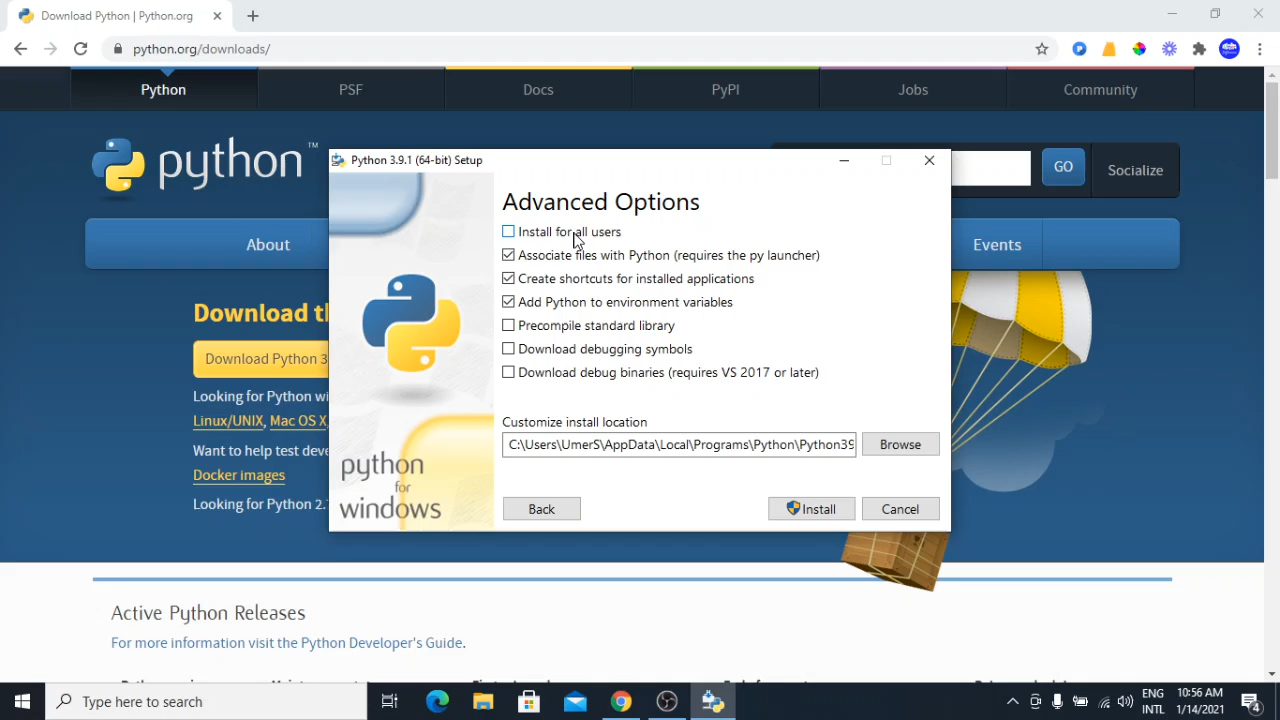 Download Python | Python.org
python.org/downloads/
Python PSF Docs PyPI Jobs Community
python™
GO Socialize
About Events
Python 3.9.1 (64-bit) Setup
Advanced Options
Install for all users
Associate files with Python (requires the py launcher)
Create shortcuts for installed applications
Add Python to environment variables
Precompile standard library
Download debugging symbols
Download debug binaries (requires VS 2017 or later)
Customize install location
C:\Users\UmerS\AppData\Local\Programs\Python\Python39
Browse
Back Install Cancel
python
for
windows
Download
Download Python 3
Looking for Python
Linux/UNIX, Mac OS X,
Want to help test
Docker images
Looking for Python 2.
Active Python Releases
For more information visit the Python Developer's Guide.
Type here to search
ENG
INTL
10:56 AM
1/14/2021
4